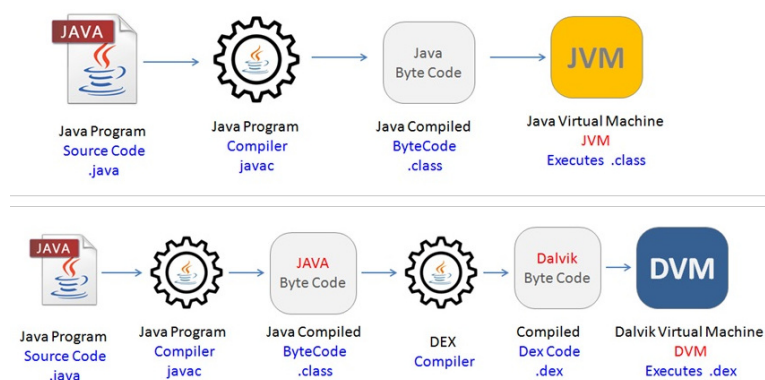 JAVA
Java
Byte Code
JVM
Java Program
Source Code
.java
Java Program
Compiler
javac
Java Compiled
ByteCode
.class
Java Virtual Machine
JVM
Executes .class
JAVA
JAVA
Byte Code
Dalvik
Byte Code
DVM
Java Program
Source Code
.java
Java Program
Compiler
javac
Java Compiled
ByteCode
.class
DEX
Compiler
Compiled
Dex Code
.dex
Dalvik Virtual Machine
DVM
Executes .dex